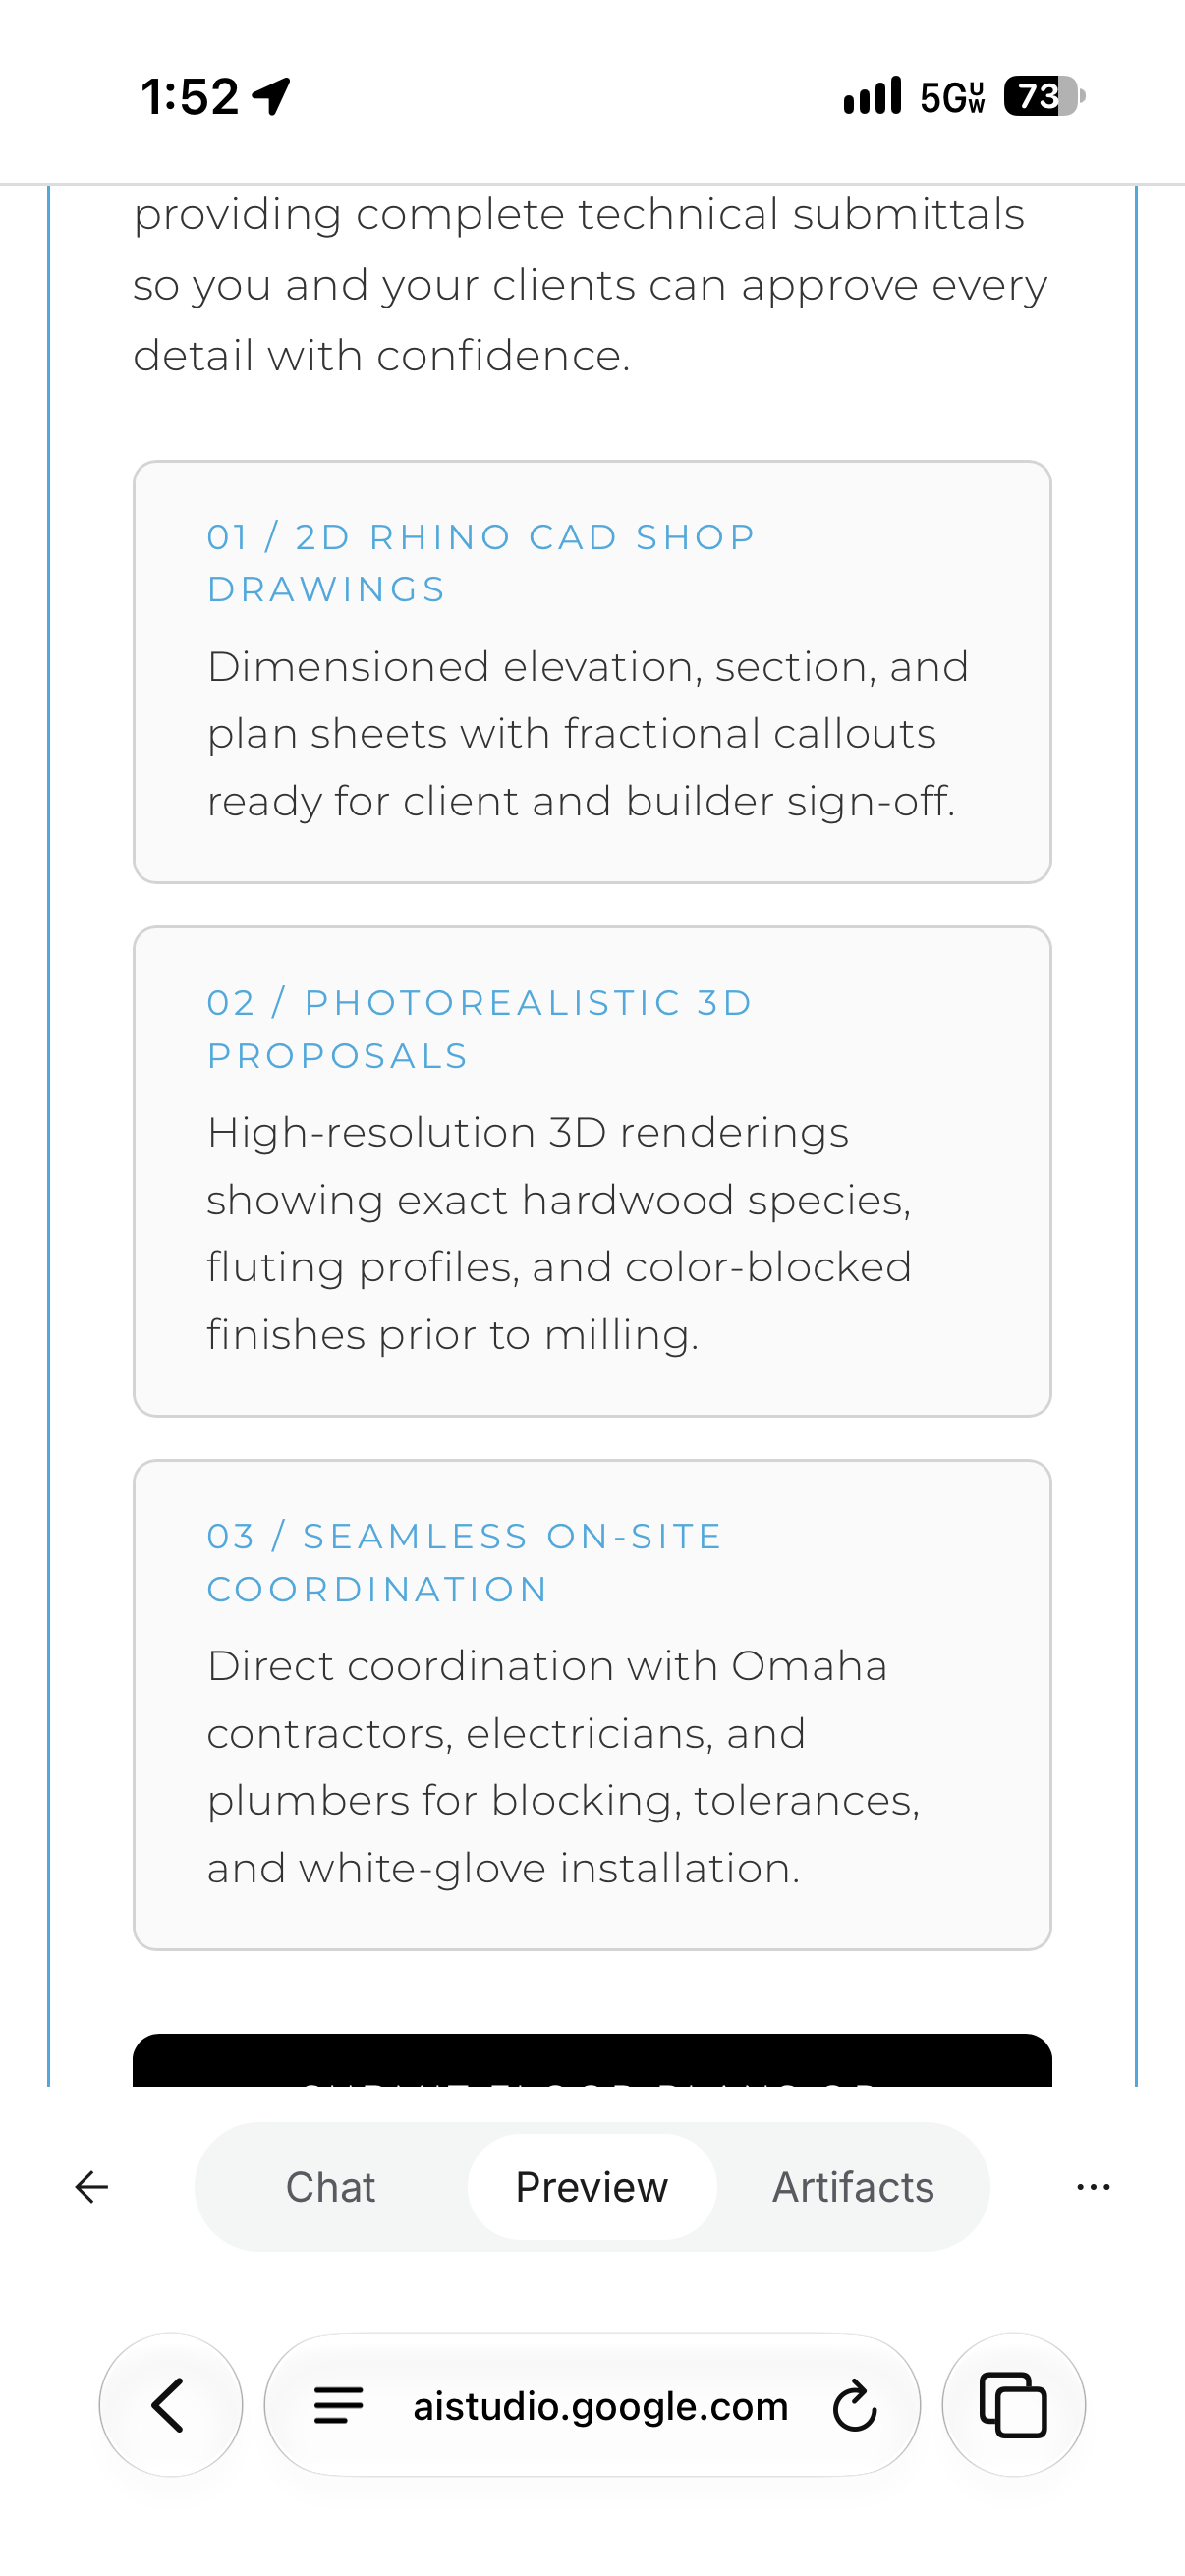 1:52
5G UW
73
providing complete technical submittals
so you and your clients can approve every
detail with confidence.
01 / 2D RHINO CAD SHOP
DRAWINGS
Dimensioned elevation, section, and
plan sheets with fractional callouts
ready for client and builder sign-off.
02 / PHOTOREALISTIC 3D
PROPOSALS
High-resolution 3D renderings
showing exact hardwood species,
fluting profiles, and color-blocked
finishes prior to milling.
03 / SEAMLESS ON-SITE
COORDINATION
Direct coordination with Omaha
contractors, electricians, and
plumbers for blocking, tolerances,
and white-glove installation.
Chat
Preview
Artifacts
aistudio.google.com